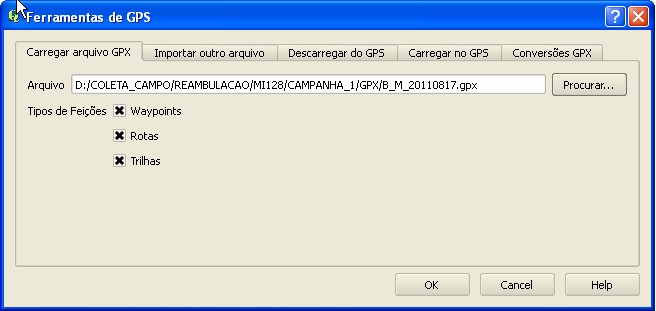 Ferramentas de GPS
Carregar arquivo GPX Importar outro arquivo Descarregar do GPS Carregar no GPS Conversões GPX
Arquivo D:/COLETA_CAMPO/REAMBULACAO/MI128/CAMPANHA_1/GPX/B_M_20110817.gpx Procurar...
Tipos de Feições Waypoints
Rotas
Trilhas
OK Cancel Help